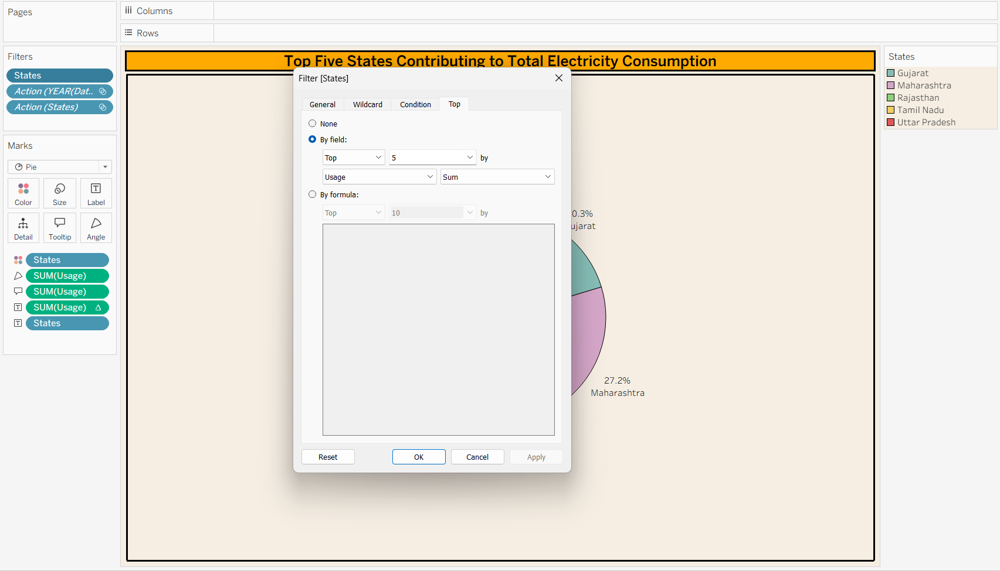 Pages
Columns
Rows
Filters
States
Action (YEAR(Dat..
Action (States)
Marks
Pie
Color
Size
Label
Detail
Tooltip
Angle
States
SUM(Usage)
SUM(Usage)
SUM(Usage) Δ
States
Top Five States Contributing to Total Electricity Consumption
Filter [States]
General
Wildcard
Condition
Top
None
By field:
Top
5
by
Usage
Sum
By formula:
Top
10
by
Reset
OK
Cancel
Apply
0.3%
ujarat
27.2%
Maharashtra
States
Gujarat
Maharashtra
Rajasthan
Tamil Nadu
Uttar Pradesh